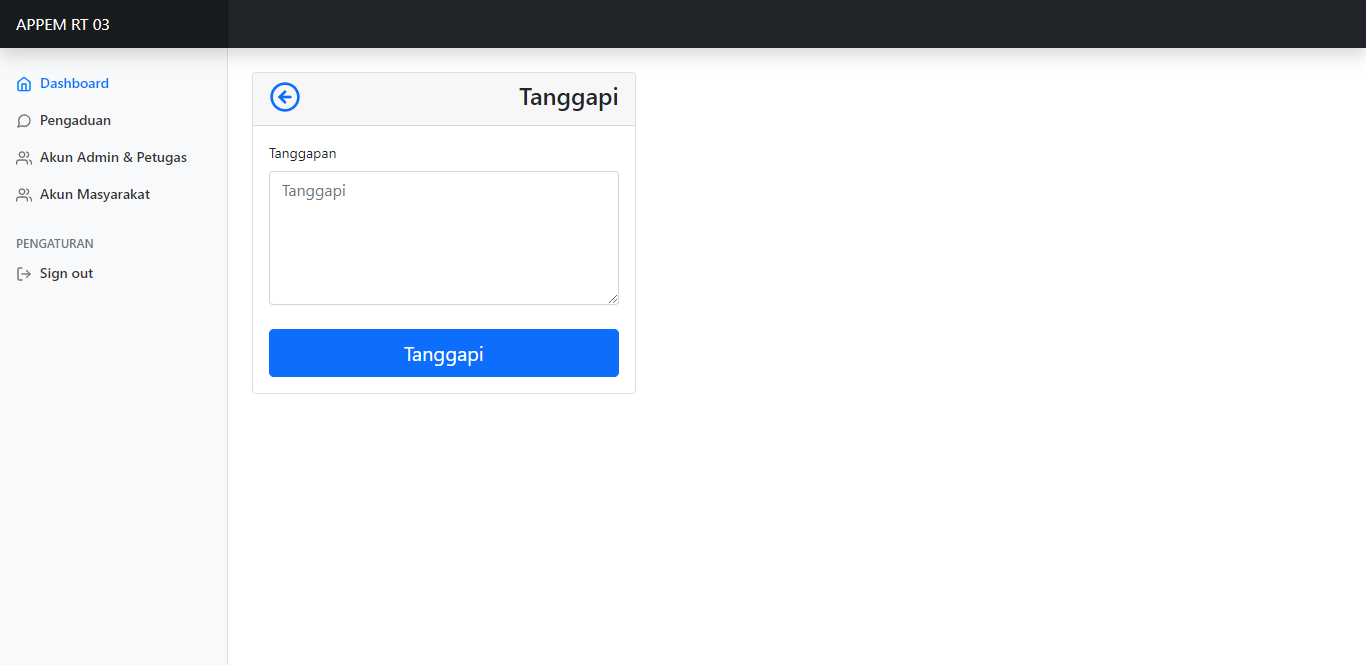 APPEM RT 03
Dashboard
Pengaduan
Akun Admin & Petugas
Akun Masyarakat
PENGATURAN
Sign out
Tanggapi
Tanggapan
Tanggapi
Tanggapi